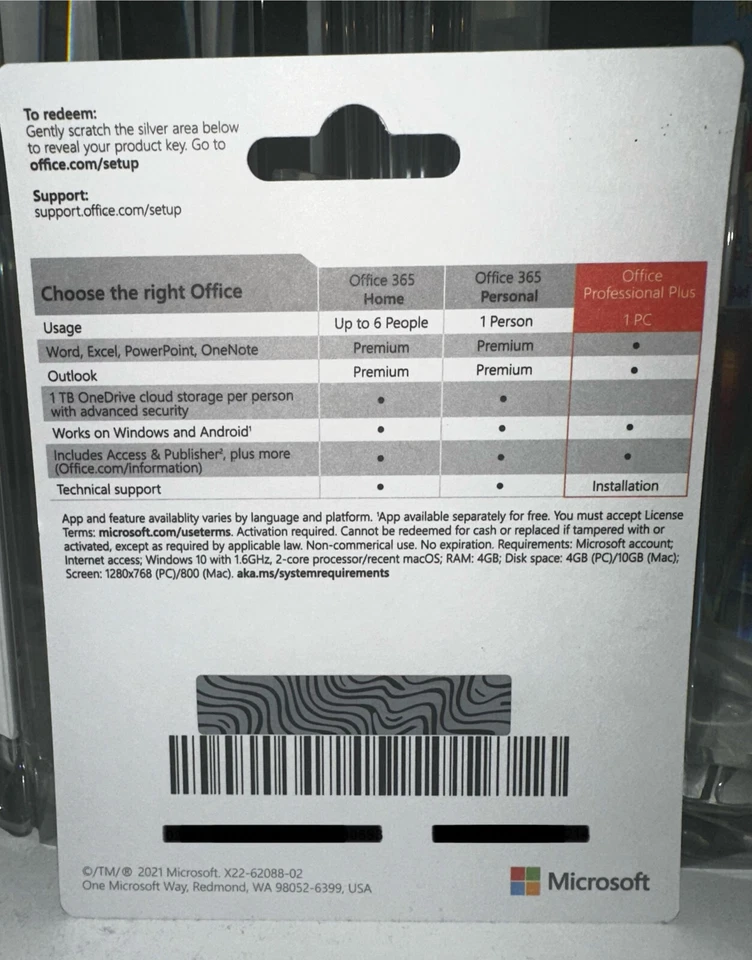 To redeem:
Gently scratch the silver area below
to reveal your product key. Go to
office.com/setup
Support:
support.office.com/setup
Choose the right Office
Office 365
Home
Office 365
Personal
Office
Professional Plus
Usage
Up to 6 People
1 Person
1 PC
Word, Excel, PowerPoint, OneNote
Premium
Premium
•
Outlook
Premium
Premium
•
1 TB OneDrive cloud storage per person
with advanced security
•
•
Works on Windows and Android¹
•
•
•
Includes Access & Publisher², plus more
(Office.com/information)
•
•
•
Technical support
•
•
Installation
App and feature availablity varies by language and platform. ¹App available separately for free. You must accept License
Terms: microsoft.com/useterms. Activation required. Cannot be redeemed for cash or replaced if tampered with or
activated, except as required by applicable law. Non-commerical use. No expiration. Requirements: Microsoft account;
Internet access; Windows 10 with 1.6GHz, 2-core processor/recent macOS; RAM: 4GB; Disk space: 4GB (PC)/10GB (Mac);
Screen: 1280x768 (PC)/800 (Mac). aka.ms/systemrequirements
©/TM/® 2021 Microsoft. X22-62088-02
One Microsoft Way, Redmond, WA 98052-6399, USA
Microsoft